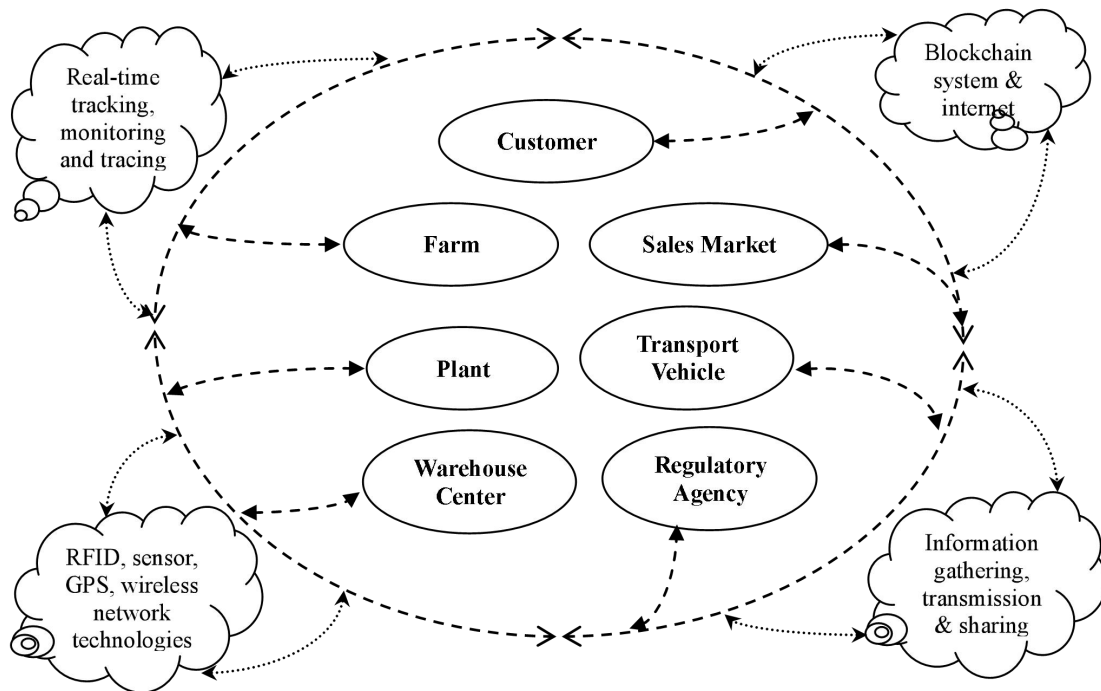 Real-time
tracking,
monitoring
and tracing
Blockchain
system &
internet
Customer
Farm
Sales Market
Plant
Transport
Vehicle
Warehouse
Center
Regulatory
Agency
RFID, sensor,
GPS, wireless
network
technologies
Information
gathering,
transmission
& sharing